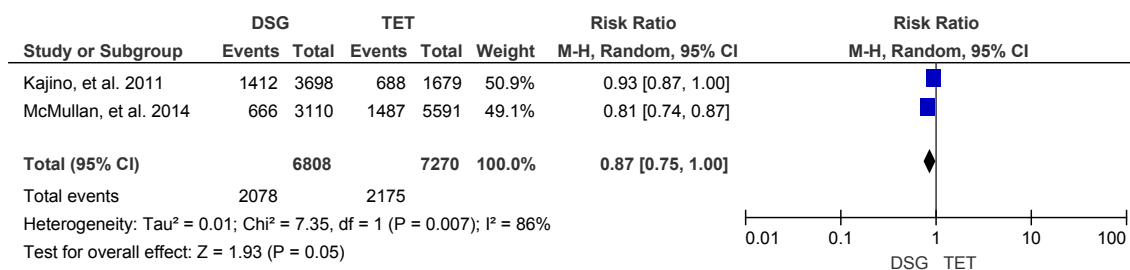 DSG TET Risk Ratio Risk Ratio
Study or Subgroup Events Total Events Total Weight M-H, Random, 95% CI M-H, Random, 95% CI
Kajino, et al. 2011 1412 3698 688 1679 50.9% 0.93 [0.87, 1.00]
McMullan, et al. 2014 666 3110 1487 5591 49.1% 0.81 [0.74, 0.87]
Total (95% CI) 6808 7270 100.0% 0.87 [0.75, 1.00]
Total events 2078 2175
Heterogeneity: Tau² = 0.01; Chi² = 7.35, df = 1 (P = 0.007); I² = 86%
Test for overall effect: Z = 1.93 (P = 0.05)
0.01 0.1 1 10 100
DSG TET